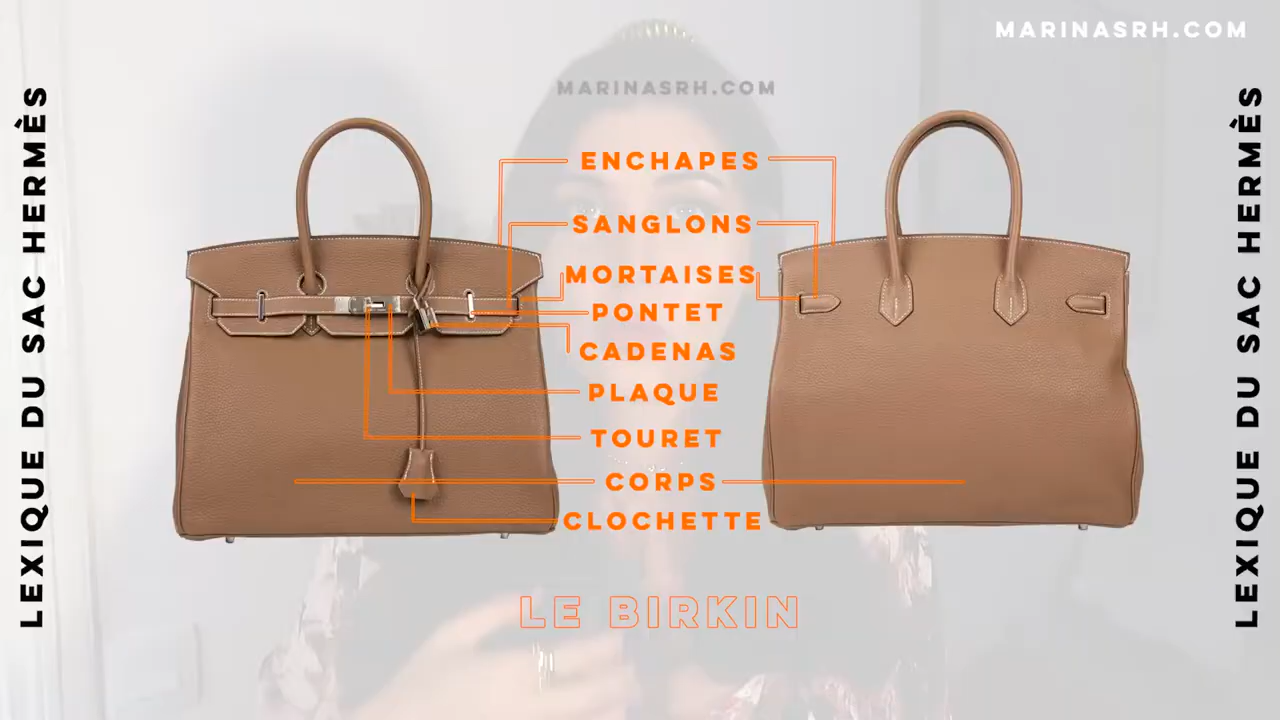 MARINASRH.COM
MARINASRH.COM
LEXIQUE DU SAC HERMÈS
ENCHAPES
SANGLONS
MORTAISES
PONTET
CADENAS
PLAQUE
TOURET
CORPS
CLOCHETTE
LE BIRKIN
LEXIQUE DU SAC HERMÈS